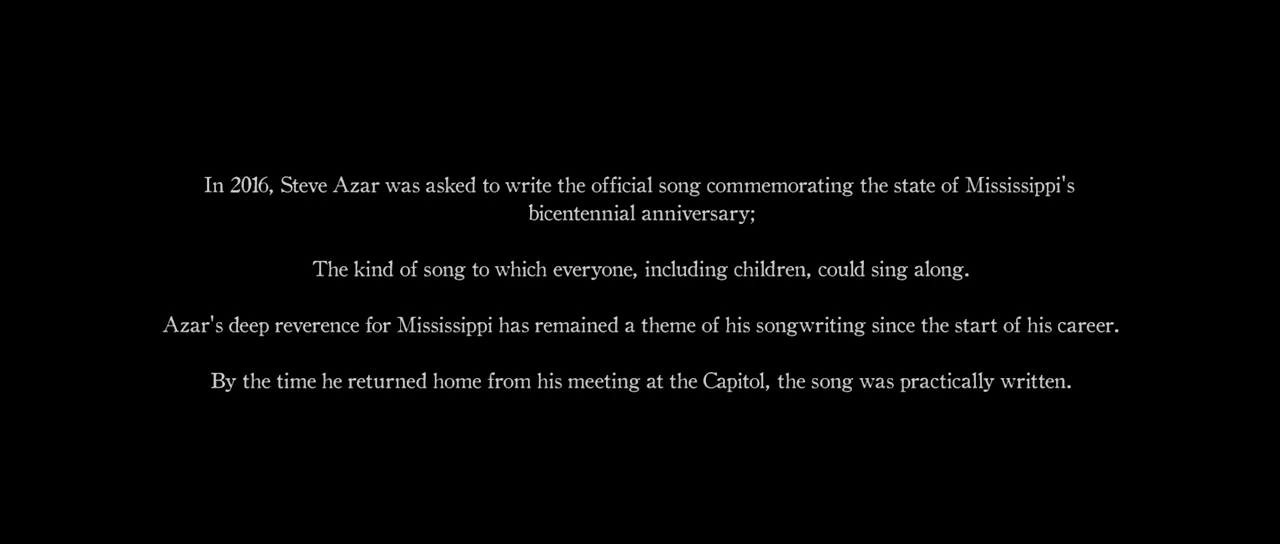 In 2016, Steve Azar was asked to write the official song commemorating the state of Mississippi's
bicentennial anniversary;
The kind of song to which everyone, including children, could sing along.
Azar's deep reverence for Mississippi has remained a theme of his songwriting since the start of his career.
By the time he returned home from his meeting at the Capitol, the song was practically written.